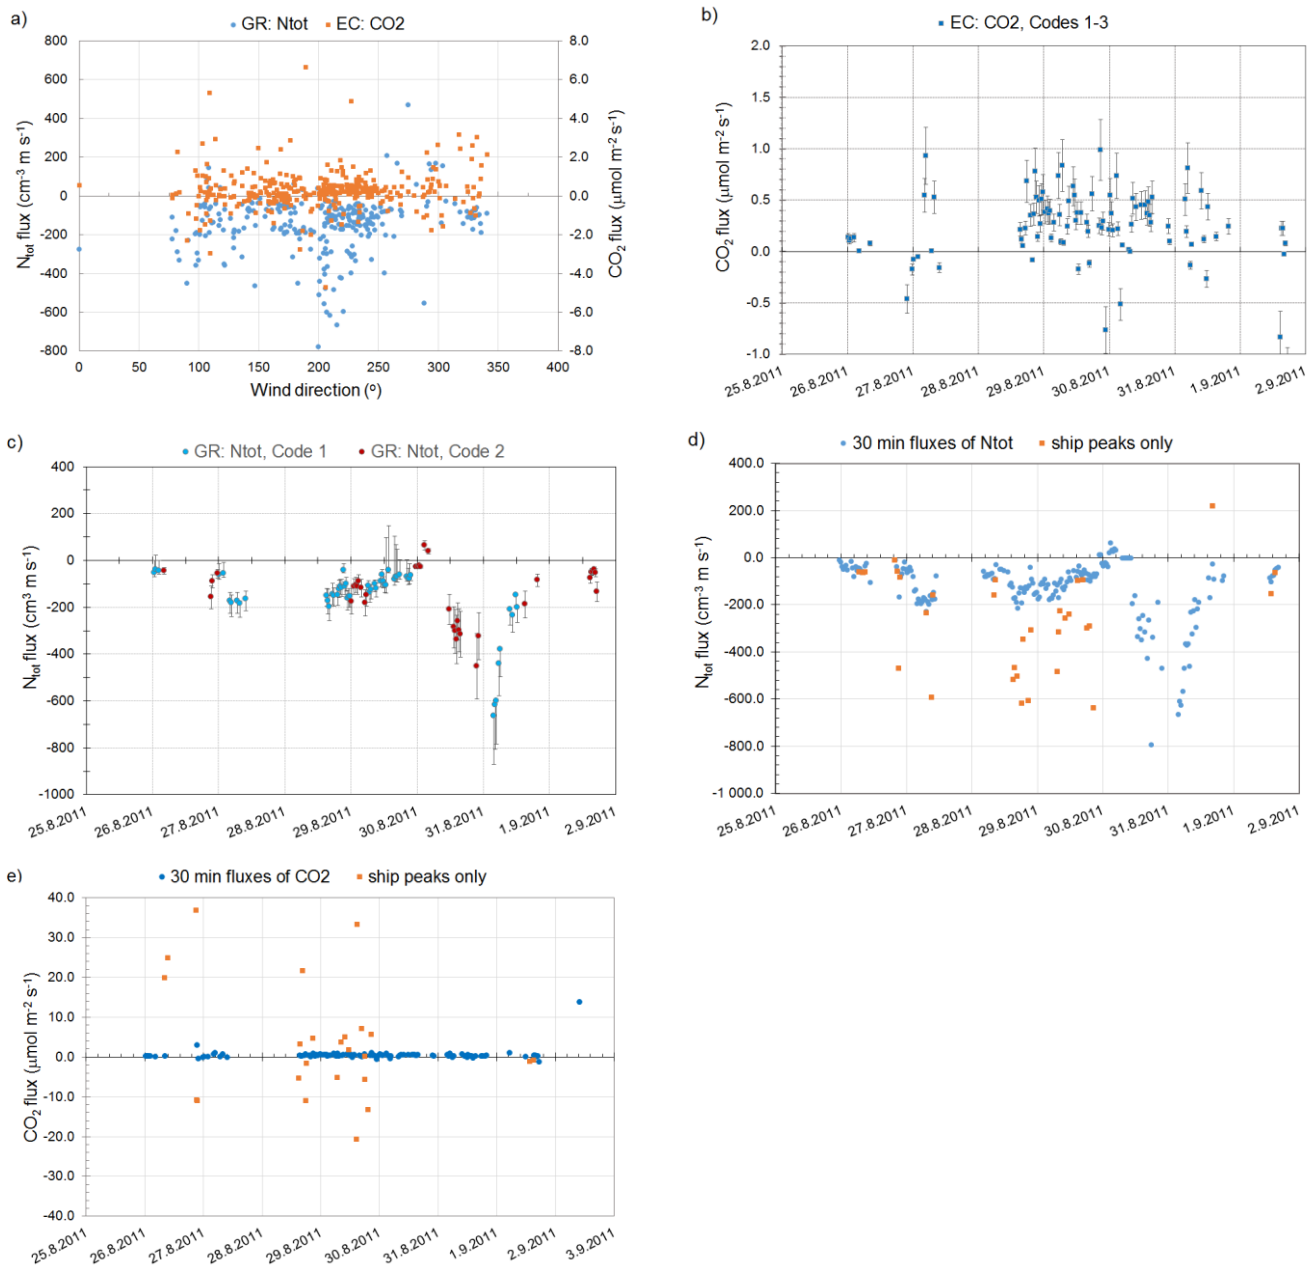 a)
GR: Ntot EC: CO2
800 8.0
600 6.0
400 4.0
200 2.0
0 0.0
-200 -2.0
-400 -4.0
-600 -6.0
-800 -8.0
0 50 100 150 200 250 300 350 400
Wind direction (º)
Ntot flux (cm-3 m s-1)
CO2 flux (µmol m-2 s-1)
b)
EC: CO2, Codes 1-3
2.0
1.5
1.0
0.5
0.0
-0.5
-1.0
25.8.2011 26.8.2011 27.8.2011 28.8.2011 29.8.2011 30.8.2011 31.8.2011 1.9.2011 2.9.2011
CO2 flux (µmol m-2 s-1)
c)
GR: Ntot, Code 1 GR: Ntot, Code 2
400
200
0
-200
-400
-600
-800
-1000
25.8.2011 26.8.2011 27.8.2011 28.8.2011 29.8.2011 30.8.2011 31.8.2011 1.9.2011 2.9.2011
Ntot flux (cm3 m s-1)
d)
30 min fluxes of Ntot ship peaks only
400.0
200.0
0.0
-200.0
-400.0
-600.0
-800.0
-1 000.0
25.8.2011 26.8.2011 27.8.2011 28.8.2011 29.8.2011 30.8.2011 31.8.2011 1.9.2011 2.9.2011
Ntot flux (cm-3 m s-1)
e)
30 min fluxes of CO2 ship peaks only
40.0
30.0
20.0
10.0
0.0
-10.0
-20.0
-30.0
-40.0
25.8.2011 26.8.2011 27.8.2011 28.8.2011 29.8.2011 30.8.2011 31.8.2011 1.9.2011 2.9.2011 3.9.2011
CO2 flux (µmol m-2 s-1)